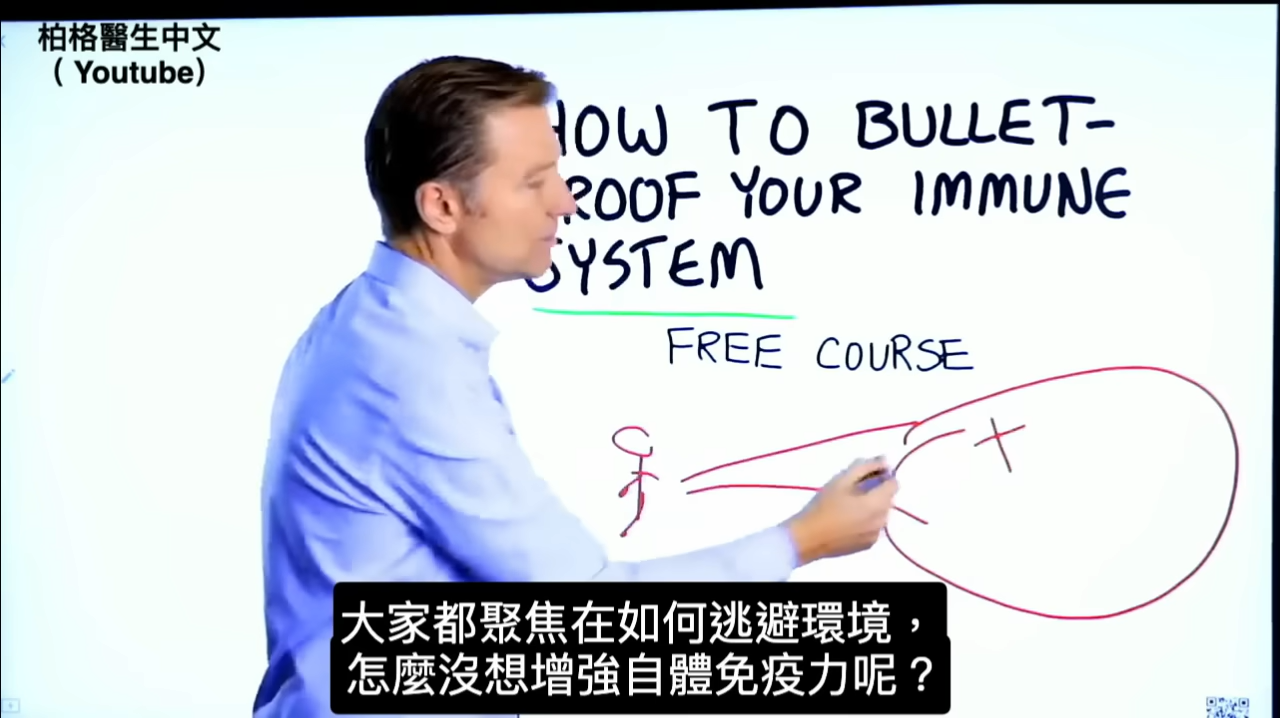 柏格醫生中文
（ Youtube）
HOW TO BULLET-
ROOF YOUR IMMUNE
SYSTEM
FREE COURSE
大家都聚焦在如何逃避環境，
怎麼沒想增強自體免疫力呢？